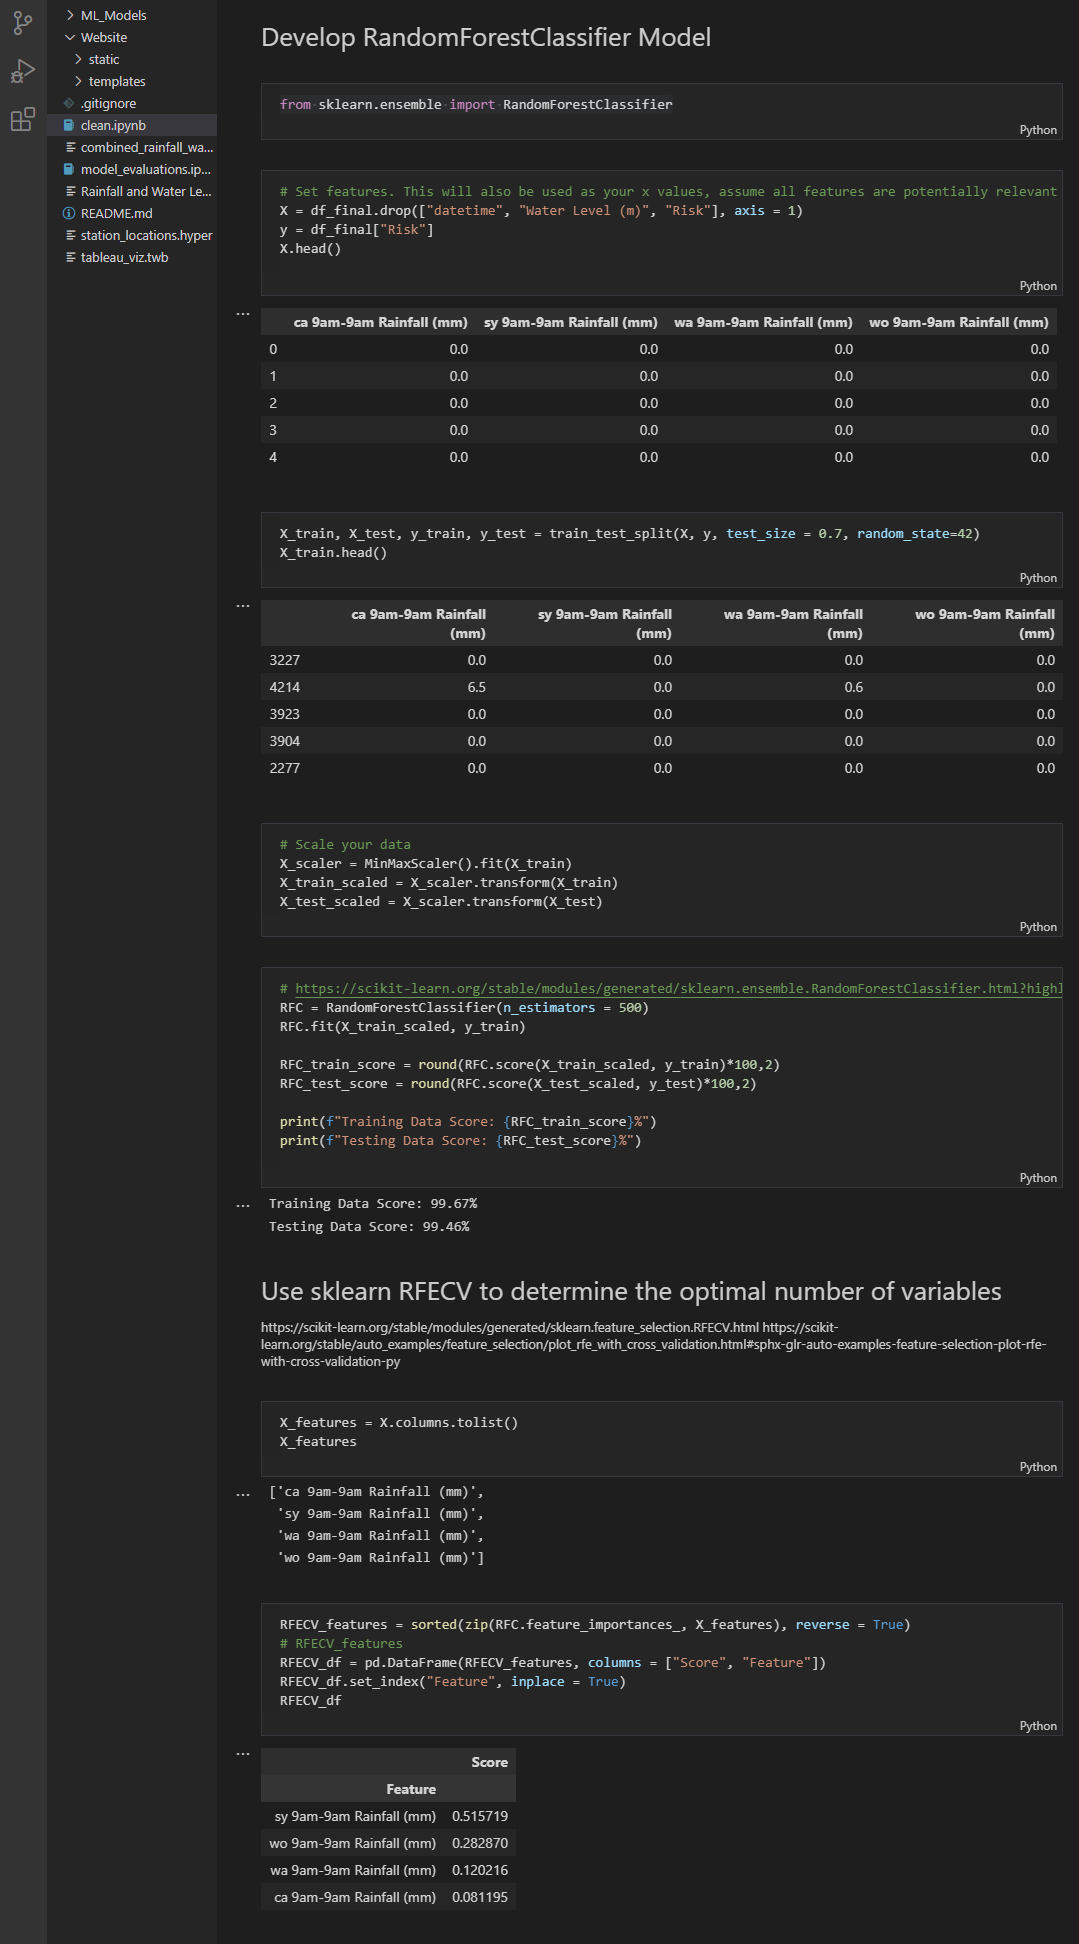 ML_Models
Website
static
templates
.gitignore
clean.ipynb
combined_rainfall_wa...
model_evaluations.ip...
Rainfall and Water Le...
README.md
station_locations.hyper
tableau_viz.twb
Develop RandomForestClassifier Model
from sklearn.ensemble import RandomForestClassifier
Python
# Set features. This will also be used as your x values, assume all features are potentially relevant
X = df_final.drop(["datetime", "Water Level (m)", "Risk"], axis = 1)
y = df_final["Risk"]
X.head()
Python
...
ca 9am-9am Rainfall (mm) sy 9am-9am Rainfall (mm) wa 9am-9am Rainfall (mm) wo 9am-9am Rainfall (mm)
0 0.0 0.0 0.0 0.0
1 0.0 0.0 0.0 0.0
2 0.0 0.0 0.0 0.0
3 0.0 0.0 0.0 0.0
4 0.0 0.0 0.0 0.0
X_train, X_test, y_train, y_test = train_test_split(X, y, test_size = 0.7, random_state=42)
X_train.head()
Python
...
ca 9am-9am Rainfall sy 9am-9am Rainfall wa 9am-9am Rainfall wo 9am-9am Rainfall
(mm) (mm) (mm) (mm)
3227 0.0 0.0 0.0 0.0
4214 6.5 0.0 0.6 0.0
3923 0.0 0.0 0.0 0.0
3904 0.0 0.0 0.0 0.0
2277 0.0 0.0 0.0 0.0
# Scale your data
X_scaler = MinMaxScaler().fit(X_train)
X_train_scaled = X_scaler.transform(X_train)
X_test_scaled = X_scaler.transform(X_test)
Python
# https://scikit-learn.org/stable/modules/generated/sklearn.ensemble.RandomForestClassifier.html?highl
RFC = RandomForestClassifier(n_estimators = 500)
RFC.fit(X_train_scaled, y_train)
RFC_train_score = round(RFC.score(X_train_scaled, y_train)*100,2)
RFC_test_score = round(RFC.score(X_test_scaled, y_test)*100,2)
print(f"Training Data Score: {RFC_train_score}%")
print(f"Testing Data Score: {RFC_test_score}%")
Python
... Training Data Score: 99.67%
Testing Data Score: 99.46%
Use sklearn RFECV to determine the optimal number of variables
https://scikit-learn.org/stable/modules/generated/sklearn.feature_selection.RFECV.html https://scikit-
learn.org/stable/auto_examples/feature_selection/plot_rfe_with_cross_validation.html#sphx-glr-auto-examples-feature-selection-plot-rfe-
with-cross-validation-py
X_features = X.columns.tolist()
X_features
Python
... ['ca 9am-9am Rainfall (mm)',
'sy 9am-9am Rainfall (mm)',
'wa 9am-9am Rainfall (mm)',
'wo 9am-9am Rainfall (mm)']
RFECV_features = sorted(zip(RFC.feature_importances_, X_features), reverse = True)
# RFECV_features
RFECV_df = pd.DataFrame(RFECV_features, columns = ["Score", "Feature"])
RFECV_df.set_index("Feature", inplace = True)
RFECV_df
Python
...
Score
Feature
sy 9am-9am Rainfall (mm) 0.515719
wo 9am-9am Rainfall (mm) 0.282870
wa 9am-9am Rainfall (mm) 0.120216
ca 9am-9am Rainfall (mm) 0.081195